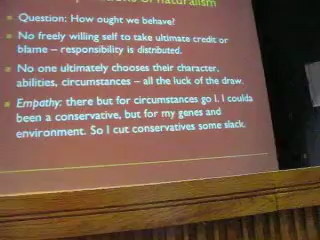 of naturalism
Question: How ought we behave?
No freely willing self to take ultimate credit or
blame – responsibility is distributed.
No one ultimately chooses their character,
abilities, circumstances – all the luck of the draw.
Empathy: there but for circumstances go I. I coulda
been a conservative, but for my genes and
environment. So I cut conservatives some slack.